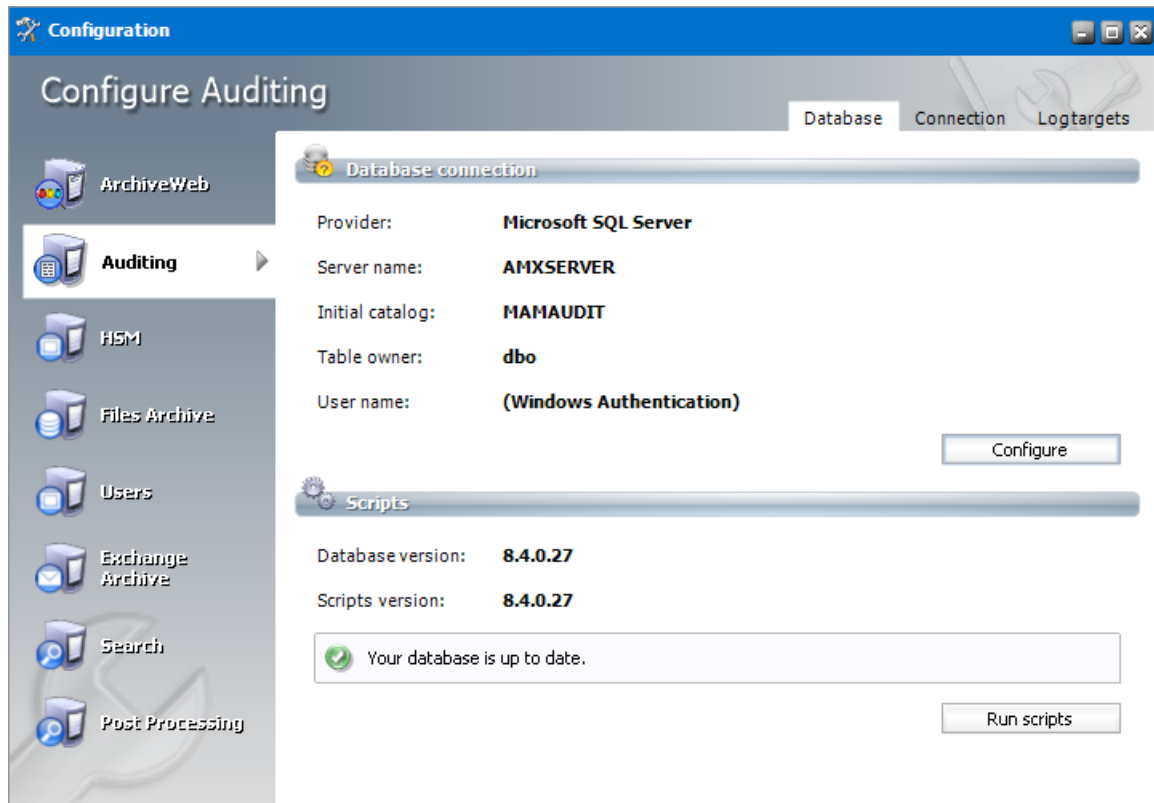 Configuration
Configure Auditing
Database Connection Logtargets
ArchiveWeb
Auditing
HSM
Files Archive
Users
Exchange
Archive
Search
Post Processing
Database connection
Provider: Microsoft SQL Server
Server name: AMXSERVER
Initial catalog: MAMAUDIT
Table owner: dbo
User name: (Windows Authentication)
Configure
Scripts
Database version: 8.4.0.27
Scripts version: 8.4.0.27
Your database is up to date.
Run scripts